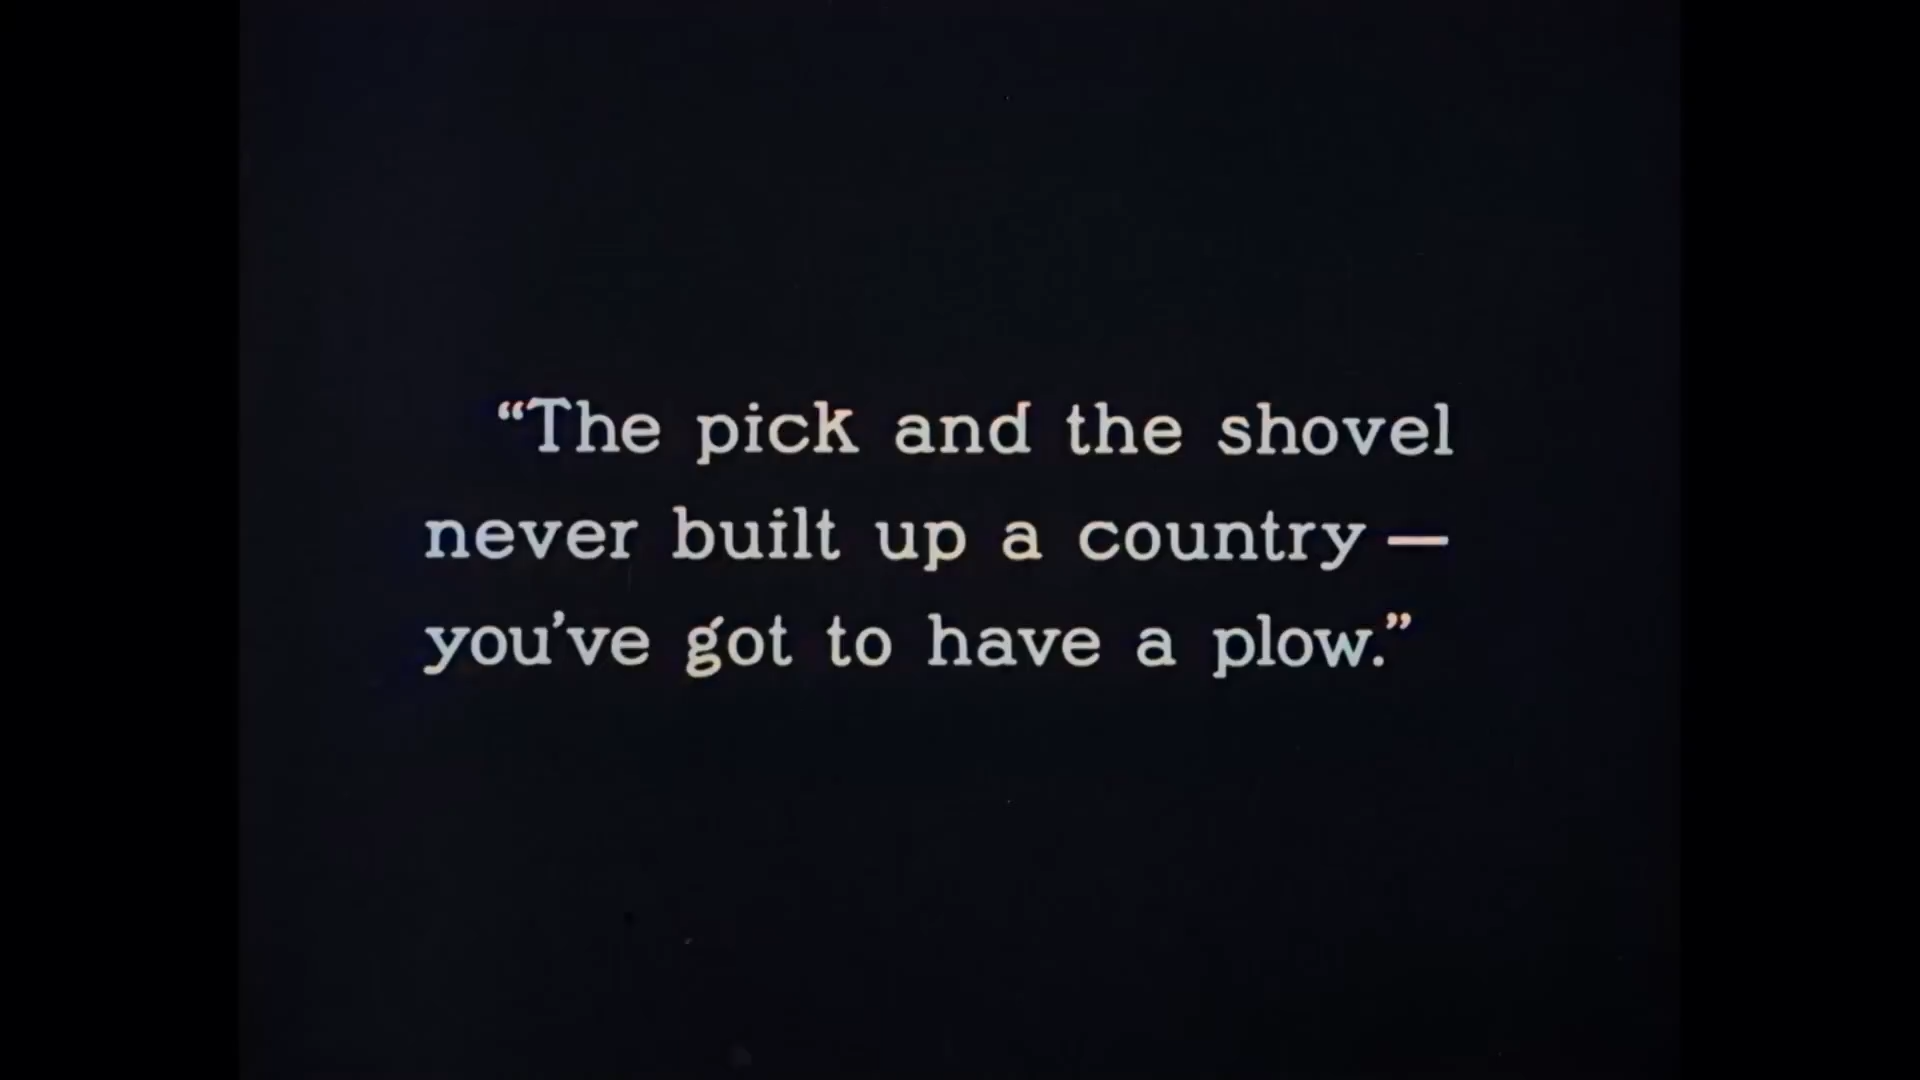 “The pick and the shovel
never built up a country —
you’ve got to have a plow.”